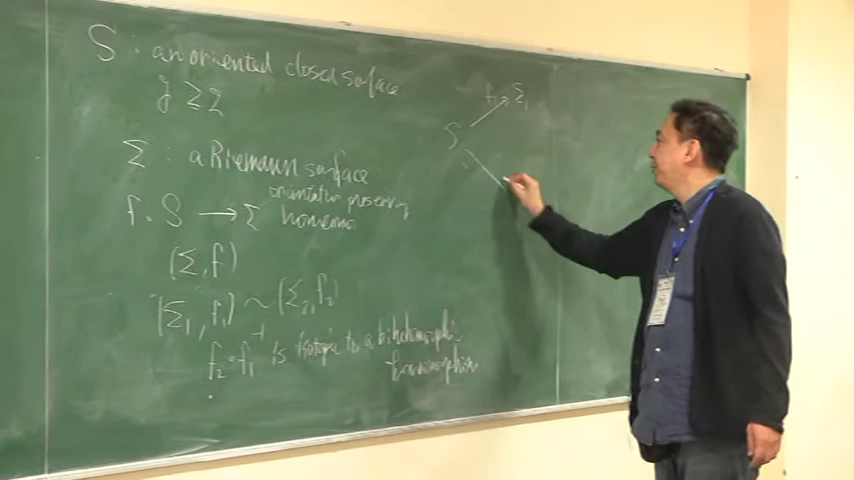 S : an oriented closed surface
g ≥ 2
Σ : a Riemann surface
orientation preserving
f. S → Σ homeomo
(Σ, f)
(Σ₁, f₁) ~ (Σ₂, f₂)
f₂ ∘ f₁⁻¹ is isotopic to a biholomorphic
homeomorphism
S f₁ Σ₁